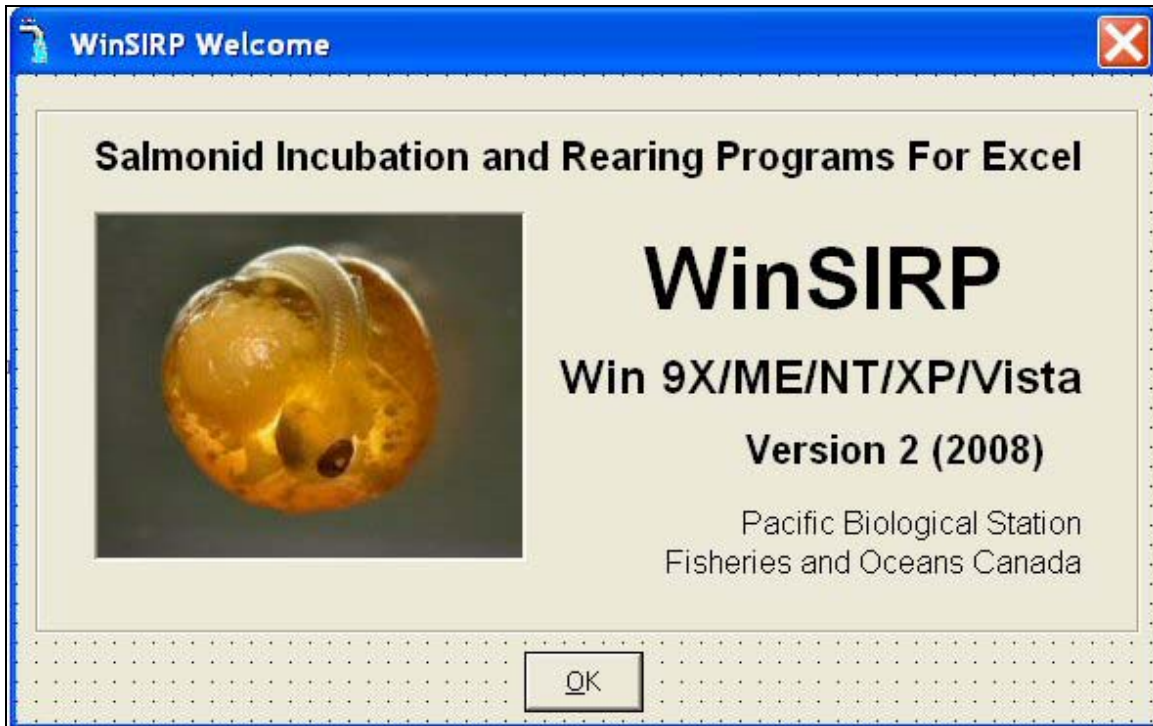 WinSIRP Welcome
Salmonid Incubation and Rearing Programs For Excel
WinSIRP
Win 9X/ME/NT/XP/Vista
Version 2 (2008)
Pacific Biological Station
Fisheries and Oceans Canada
OK